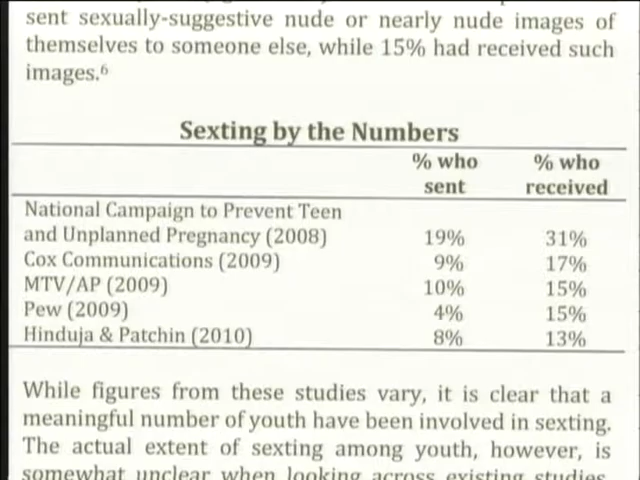 sent sexually-suggestive nude or nearly nude images of
themselves to someone else, while 15% had received such
images.⁶
Sexting by the Numbers
% who % who
sent received
National Campaign to Prevent Teen
and Unplanned Pregnancy (2008) 19% 31%
Cox Communications (2009) 9% 17%
MTV/AP (2009) 10% 15%
Pew (2009) 4% 15%
Hinduja & Patchin (2010) 8% 13%
While figures from these studies vary, it is clear that a
meaningful number of youth have been involved in sexting.
The actual extent of sexting among youth, however, is
somewhat unclear when looking across existing studies.